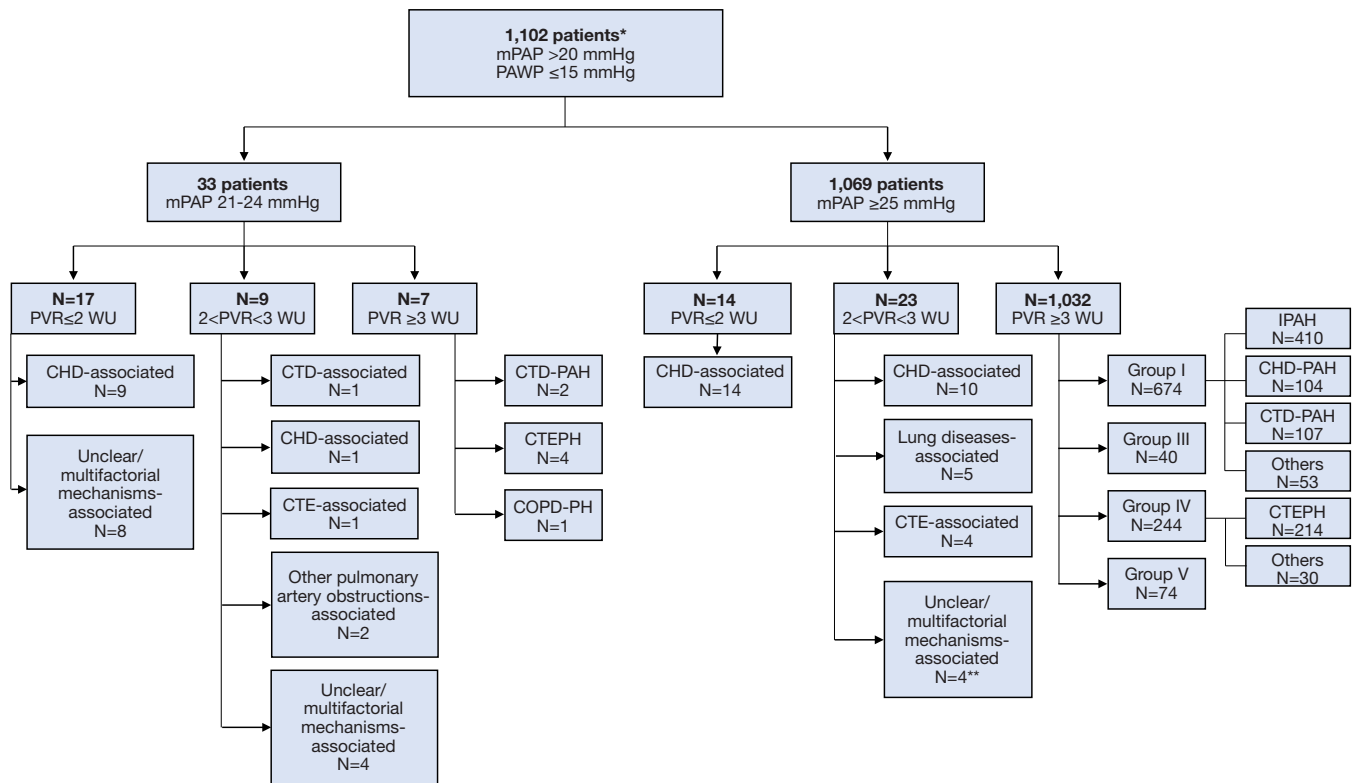 1,102 patients*
mPAP >20 mmHg
PAWP ≤15 mmHg
33 patients
mPAP 21-24 mmHg
1,069 patients
mPAP ≥25 mmHg
N=17
PVR≤2 WU
N=9
2<PVR<3 WU
N=7
PVR ≥3 WU
N=14
PVR≤2 WU
N=23
2<PVR<3 WU
N=1,032
PVR ≥3 WU
CHD-associated
N=9
Unclear/
multifactorial
mechanisms-
associated
N=8
CTD-associated
N=1
CHD-associated
N=1
CTE-associated
N=1
Other pulmonary
artery obstructions-
associated
N=2
Unclear/
multifactorial
mechanisms-
associated
N=4
CTD-PAH
N=2
CTEPH
N=4
COPD-PH
N=1
CHD-associated
N=14
CHD-associated
N=10
Lung diseases-
associated
N=5
CTE-associated
N=4
Unclear/
multifactorial
mechanisms-
associated
N=4**
Group I
N=674
Group III
N=40
Group IV
N=244
Group V
N=74
IPAH
N=410
CHD-PAH
N=104
CTD-PAH
N=107
Others
N=53
CTEPH
N=214
Others
N=30